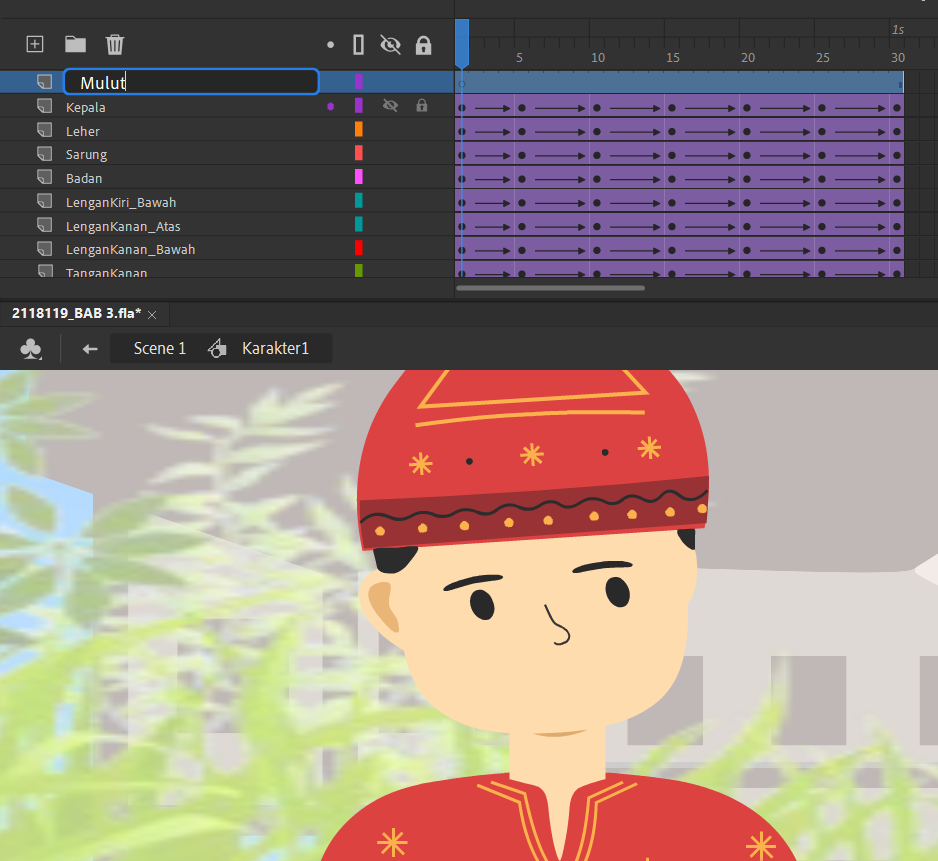 1s
5 10 15 20 25 30
Mulut
Kepala
Leher
Sarung
Badan
LenganKiri_Bawah
LenganKanan_Atas
LenganKanan_Bawah
TanganKanan
2118119_BAB 3.fla*
Scene 1 Karakter1